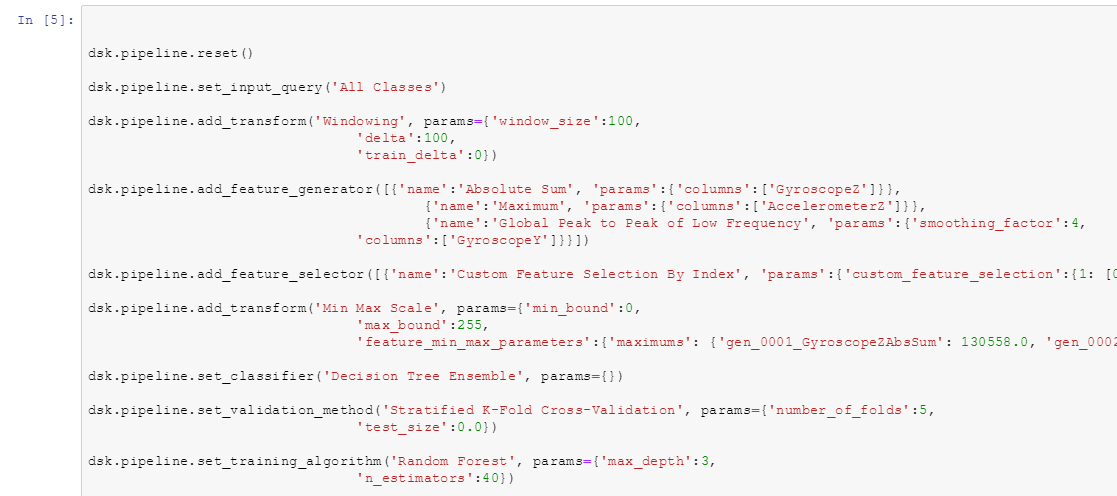 In [5]:
dsk.pipeline.reset()
dsk.pipeline.set_input_query('All Classes')
dsk.pipeline.add_transform('Windowing', params={'window_size':100,
'delta':100,
'train_delta':0})
dsk.pipeline.add_feature_generator([{'name':'Absolute Sum', 'params':{'columns':['GyroscopeZ']}},
{'name':'Maximum', 'params':{'columns':['AccelerometerZ']}},
{'name':'Global Peak to Peak of Low Frequency', 'params':{'smoothing_factor':4,
'columns':['GyroscopeY']}}])
dsk.pipeline.add_feature_selector([{'name':'Custom Feature Selection By Index', 'params':{'custom_feature_selection':{1: [0
dsk.pipeline.add_transform('Min Max Scale', params={'min_bound':0,
'max_bound':255,
'feature_min_max_parameters':{'maximums': {'gen_0001_GyroscopeZAbsSum': 130558.0, 'gen_0002
dsk.pipeline.set_classifier('Decision Tree Ensemble', params={})
dsk.pipeline.set_validation_method('Stratified K-Fold Cross-Validation', params={'number_of_folds':5,
'test_size':0.0})
dsk.pipeline.set_training_algorithm('Random Forest', params={'max_depth':3,
'n_estimators':40})